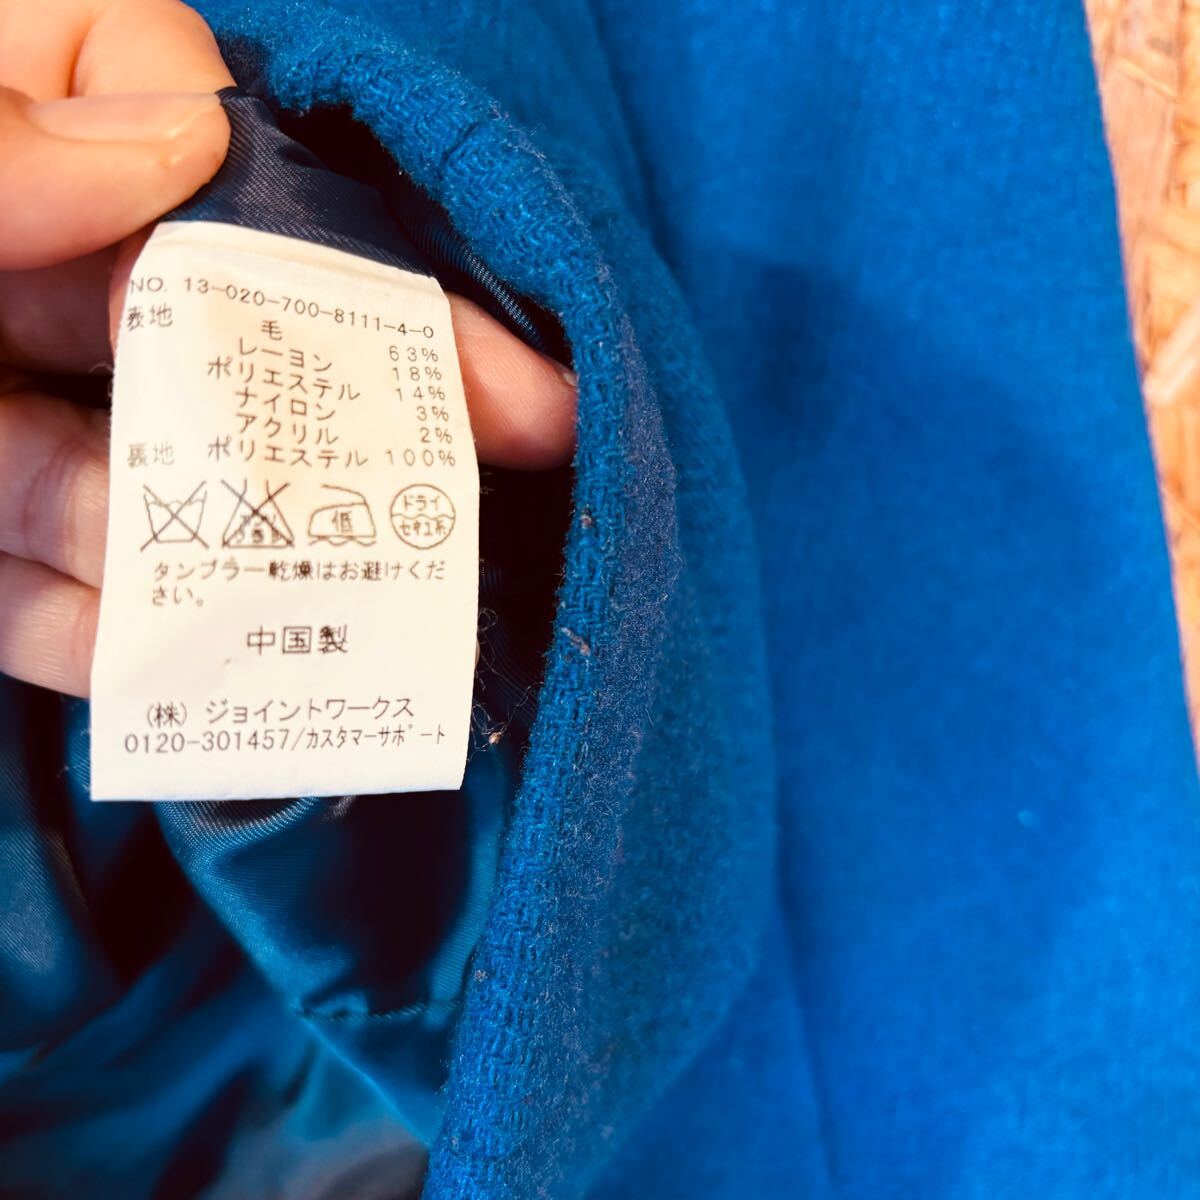 NO. 13-020-700-8111-4-0
表地 毛 63%
レーヨン 18%
ポリエステル 14%
ナイロン 3%
アクリル 2%
裏地 ポリエステル 100%
低 ドライ
セキユ系
タンブラー乾燥はお避けくだ
さい。
中国製
(株) ジョイントワークス
0120-301457/カスタマーサポート